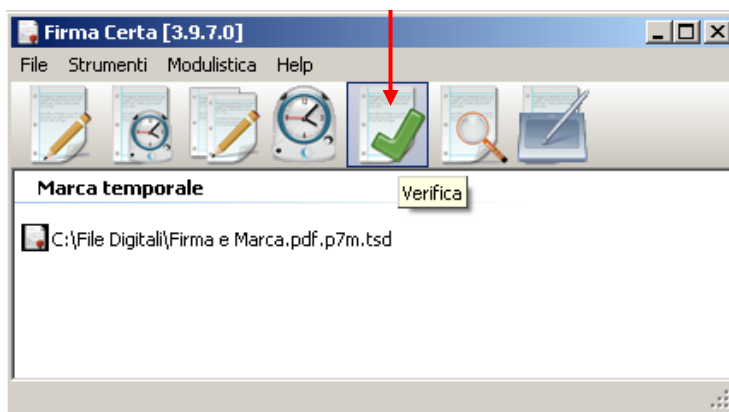 Firma Certa [3.9.7.0]
File Strumenti Modulistica Help
Marca temporale
Verifica
C:\File Digitali\Firma e Marca.pdf.p7m.tsd